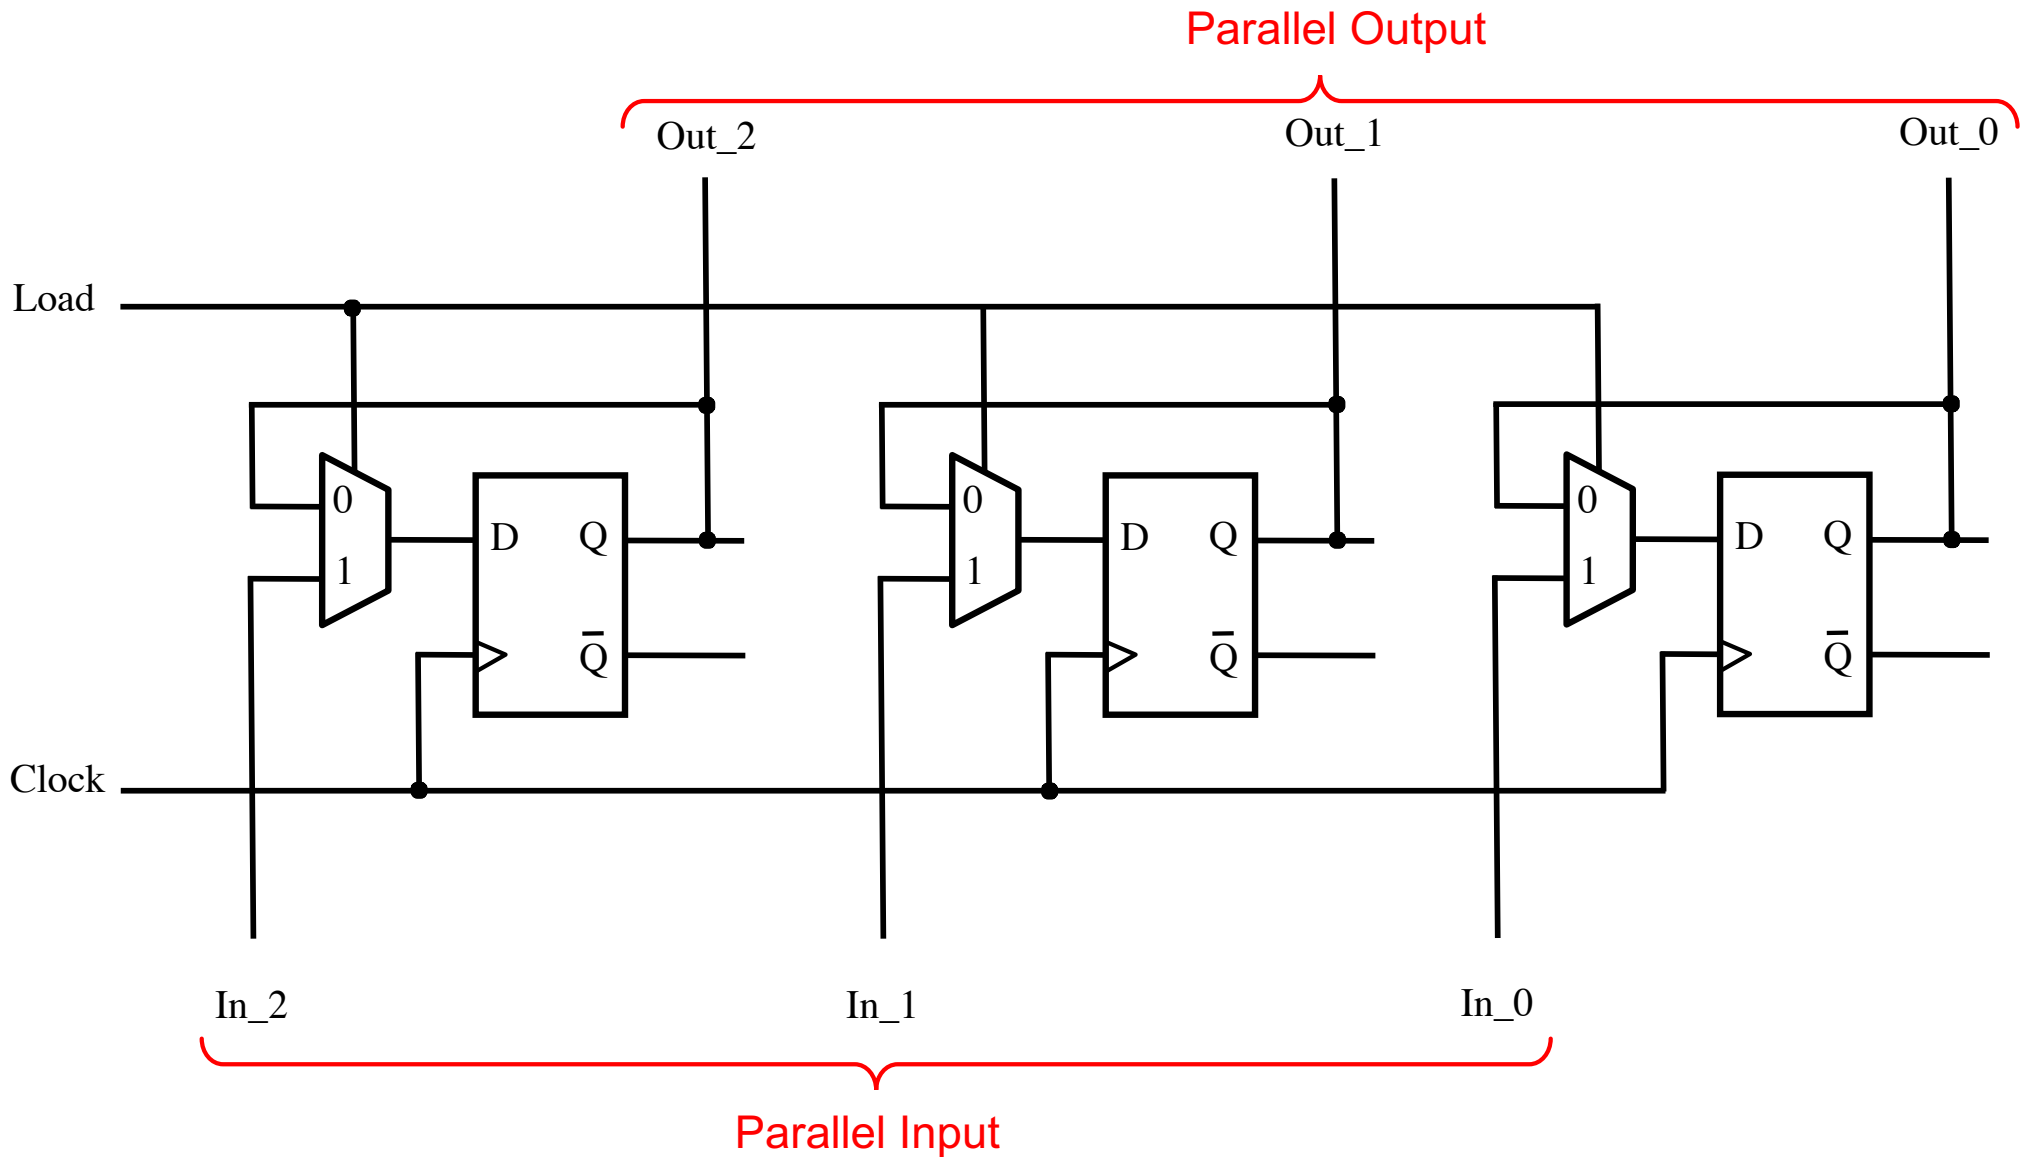 Parallel Output
Out_2 Out_1 Out_0
Load
0 0 0
D Q D Q D Q
1 1 1
Q̅ Q̅ Q̅
Clock
In_2 In_1 In_0
Parallel Input